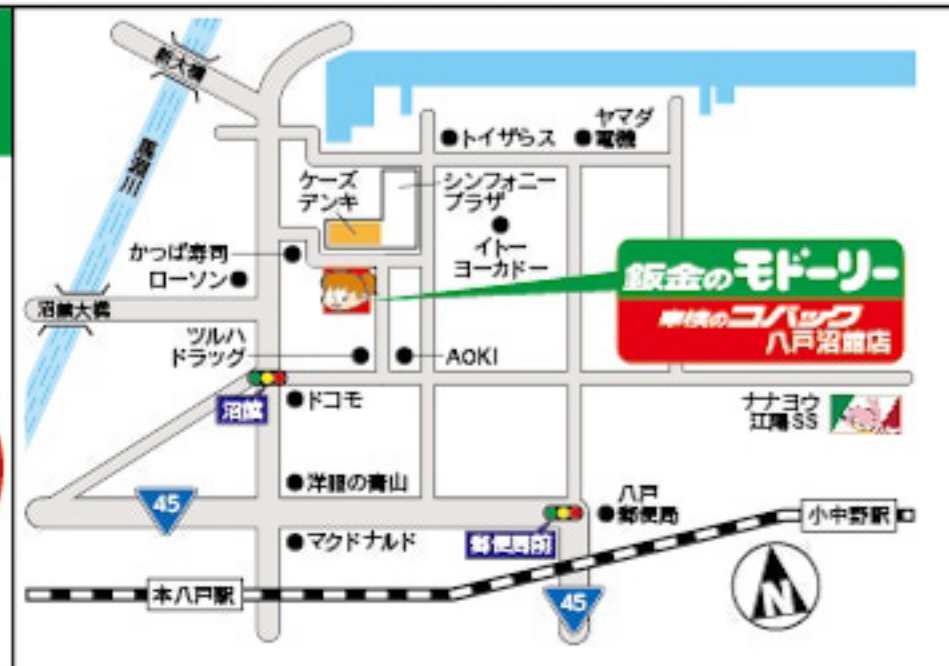 新大橋
馬淵川
トイザらス
ヤマダ
電機
ケーズ
デンキ
シンフォニー
プラザ
イトー
ヨーカドー
かっぱ寿司
ローソン
鈑金のモドーリー
車検のコバック
八戸沼館店
沼館大橋
ツルハ
ドラッグ
AOKI
沼館
ドコモ
ナナヨウ
江陽SS
洋服の青山
45
八戸
郵便局
小中野駅
マクドナルド
郵便局前
本八戸駅
45
N